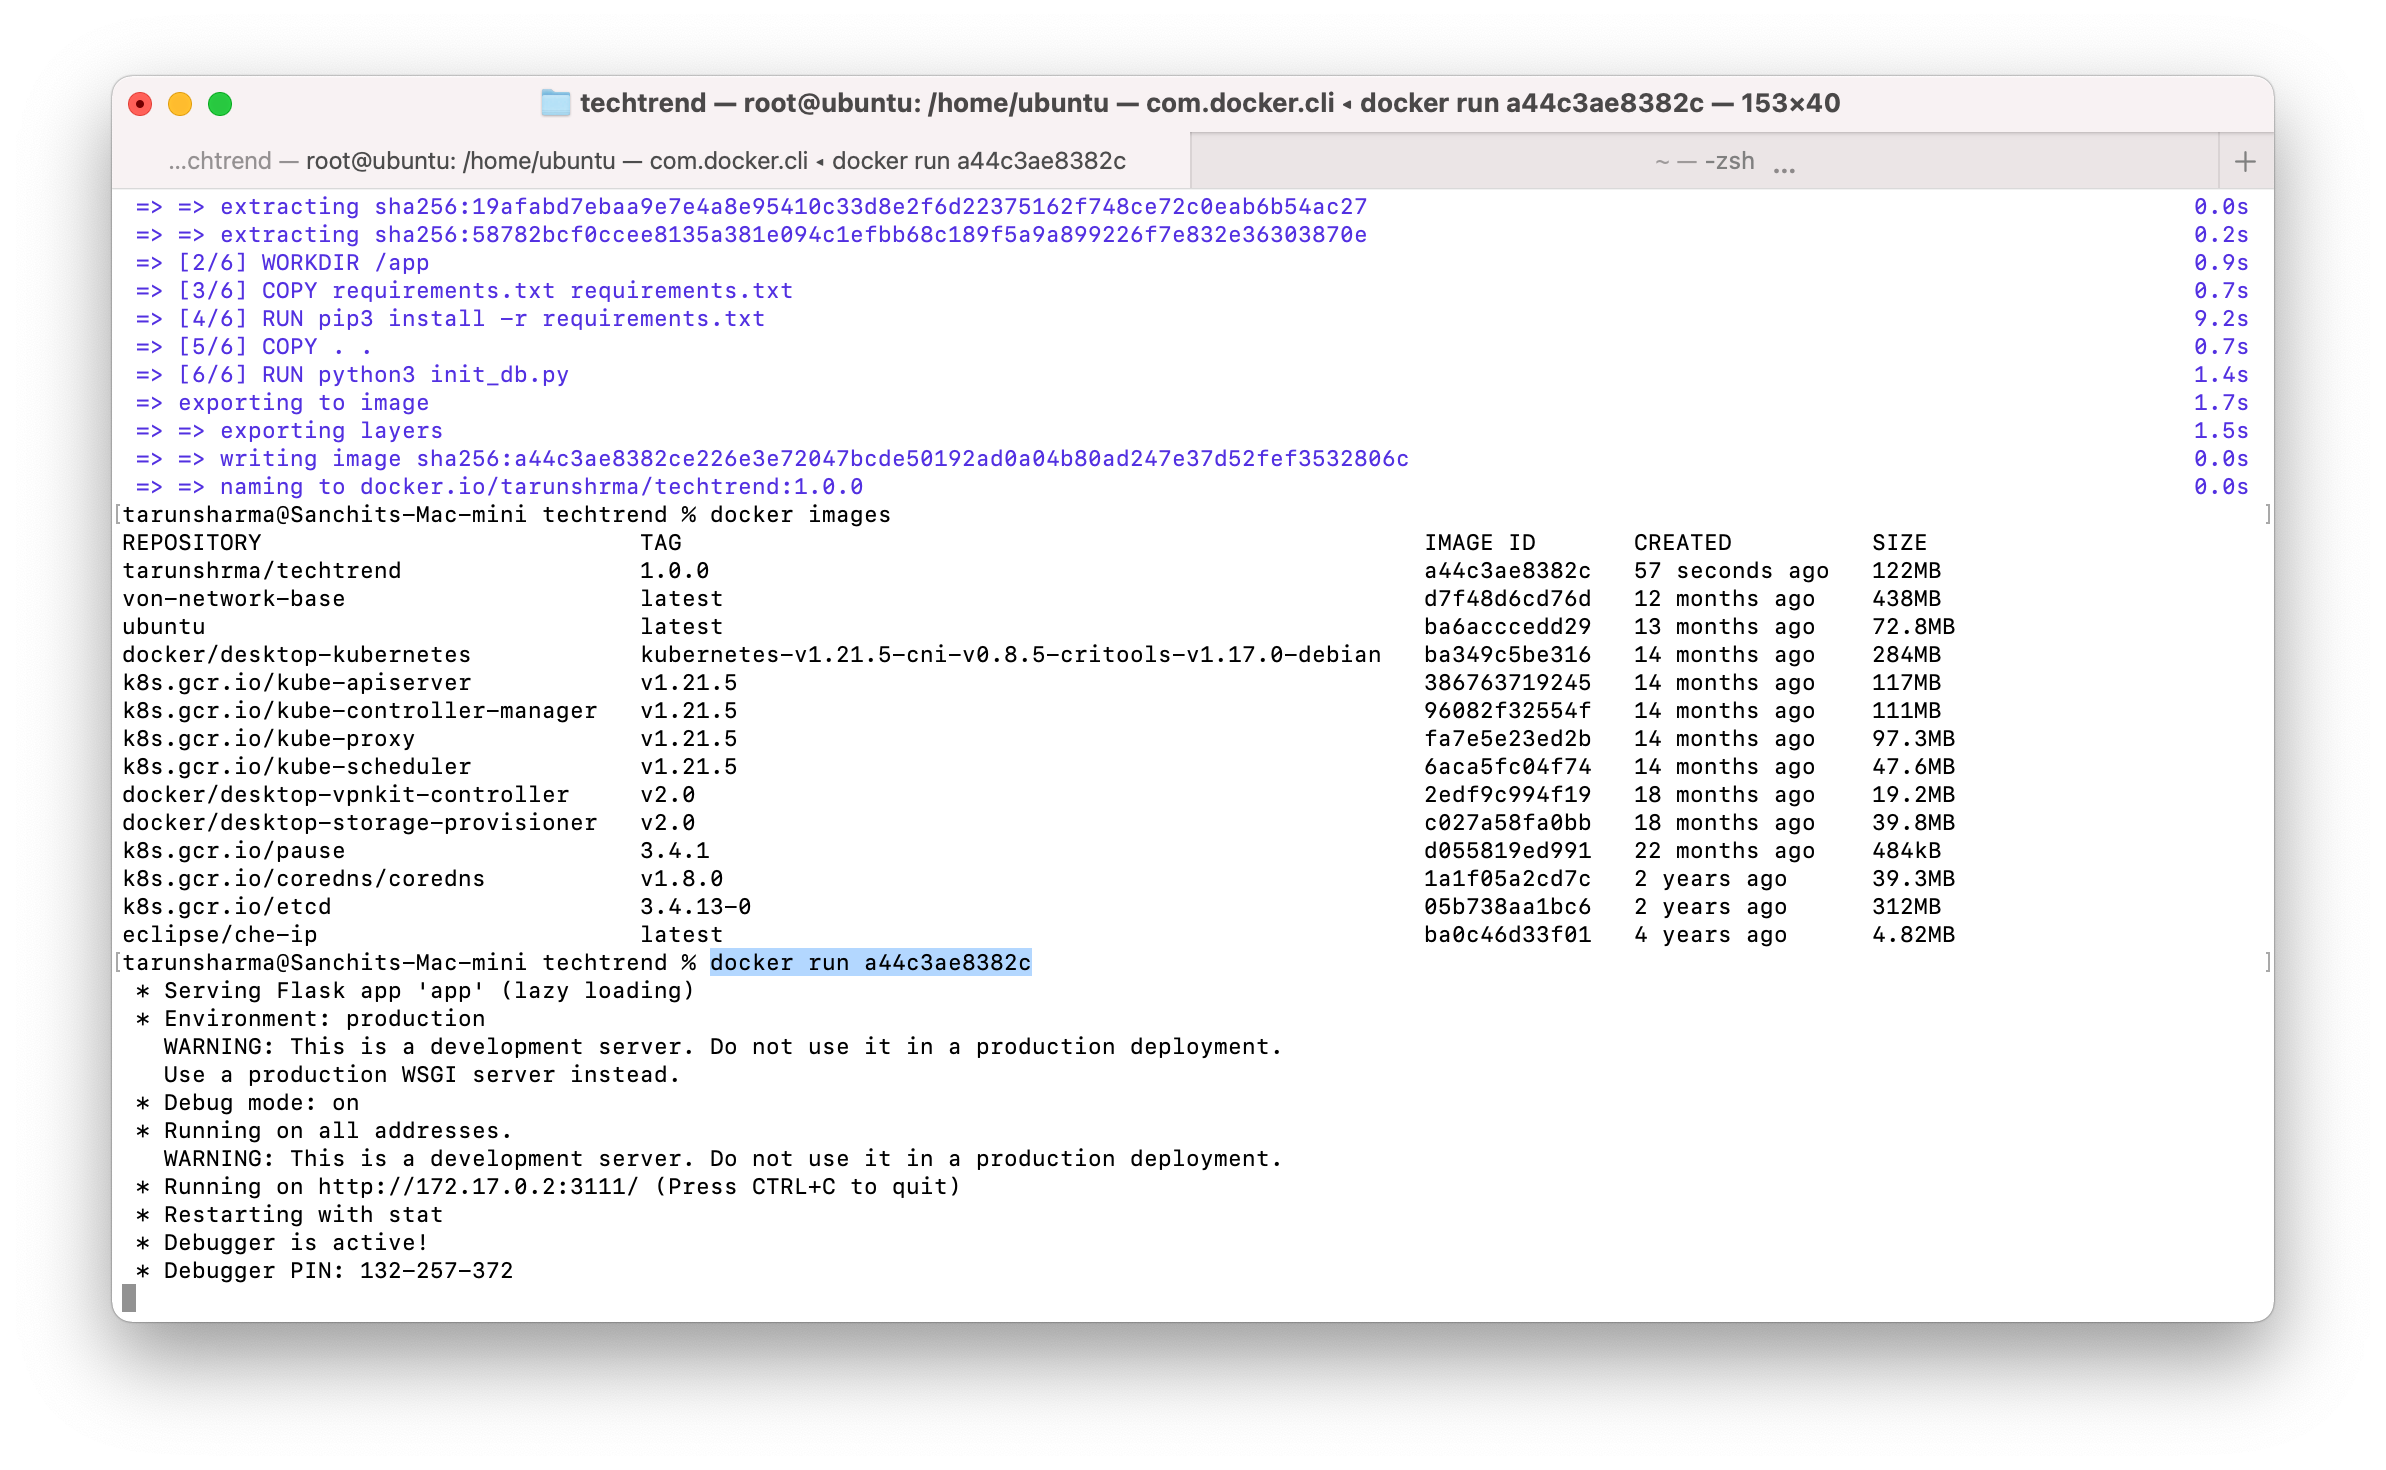 techtrend — root@ubuntu: /home/ubuntu — com.docker.cli ◂ docker run a44c3ae8382c — 153×40
...chtrend — root@ubuntu: /home/ubuntu — com.docker.cli ◂ docker run a44c3ae8382c
~ — -zsh ...
+
=> => extracting sha256:19afabd7ebaa9e7e4a8e95410c33d8e2f6d22375162f748ce72c0eab6b54ac27 0.0s
=> => extracting sha256:58782bcf0ccee8135a381e094c1efbb68c189f5a9a899226f7e832e36303870e 0.2s
=> [2/6] WORKDIR /app 0.9s
=> [3/6] COPY requirements.txt requirements.txt 0.7s
=> [4/6] RUN pip3 install -r requirements.txt 9.2s
=> [5/6] COPY . . 0.7s
=> [6/6] RUN python3 init_db.py 1.4s
=> exporting to image 1.7s
=> => exporting layers 1.5s
=> => writing image sha256:a44c3ae8382ce226e3e72047bcde50192ad0a04b80ad247e37d52fef3532806c 0.0s
=> => naming to docker.io/tarunshrma/techtrend:1.0.0 0.0s
[tarunsharma@Sanchits-Mac-mini techtrend % docker images ]
REPOSITORY TAG IMAGE ID CREATED SIZE
tarunshrma/techtrend 1.0.0 a44c3ae8382c 57 seconds ago 122MB
von-network-base latest d7f48d6cd76d 12 months ago 438MB
ubuntu latest ba6acccedd29 13 months ago 72.8MB
docker/desktop-kubernetes kubernetes-v1.21.5-cni-v0.8.5-critools-v1.17.0-debian ba349c5be316 14 months ago 284MB
k8s.gcr.io/kube-apiserver v1.21.5 386763719245 14 months ago 117MB
k8s.gcr.io/kube-controller-manager v1.21.5 96082f32554f 14 months ago 111MB
k8s.gcr.io/kube-proxy v1.21.5 fa7e5e23ed2b 14 months ago 97.3MB
k8s.gcr.io/kube-scheduler v1.21.5 6aca5fc04f74 14 months ago 47.6MB
docker/desktop-vpnkit-controller v2.0 2edf9c994f19 18 months ago 19.2MB
docker/desktop-storage-provisioner v2.0 c027a58fa0bb 18 months ago 39.8MB
k8s.gcr.io/pause 3.4.1 d055819ed991 22 months ago 484kB
k8s.gcr.io/coredns/coredns v1.8.0 1a1f05a2cd7c 2 years ago 39.3MB
k8s.gcr.io/etcd 3.4.13-0 05b738aa1bc6 2 years ago 312MB
eclipse/che-ip latest ba0c46d33f01 4 years ago 4.82MB
[tarunsharma@Sanchits-Mac-mini techtrend % docker run a44c3ae8382c ]
* Serving Flask app 'app' (lazy loading)
* Environment: production
WARNING: This is a development server. Do not use it in a production deployment.
Use a production WSGI server instead.
* Debug mode: on
* Running on all addresses.
WARNING: This is a development server. Do not use it in a production deployment.
* Running on http://172.17.0.2:3111/ (Press CTRL+C to quit)
* Restarting with stat
* Debugger is active!
* Debugger PIN: 132-257-372